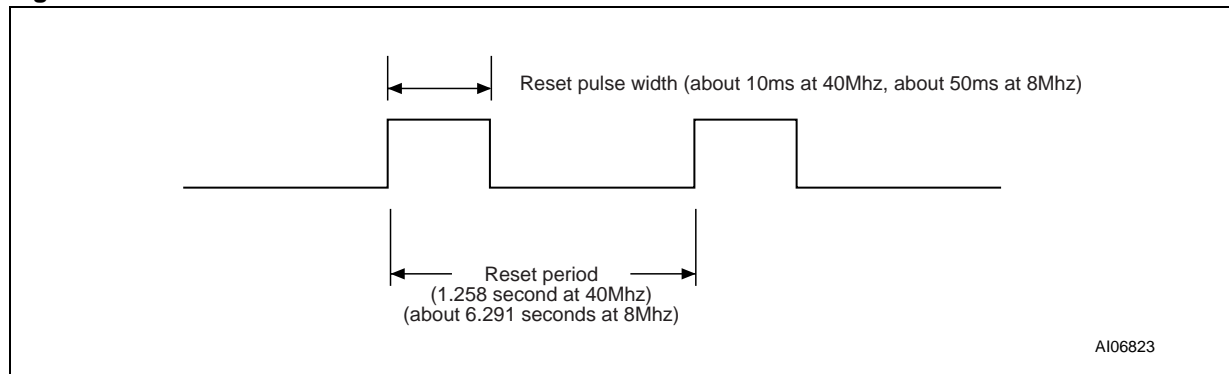 Reset pulse width (about 10ms at 40Mhz, about 50ms at 8Mhz)
Reset period
(1.258 second at 40Mhz)
(about 6.291 seconds at 8Mhz)
AI06823